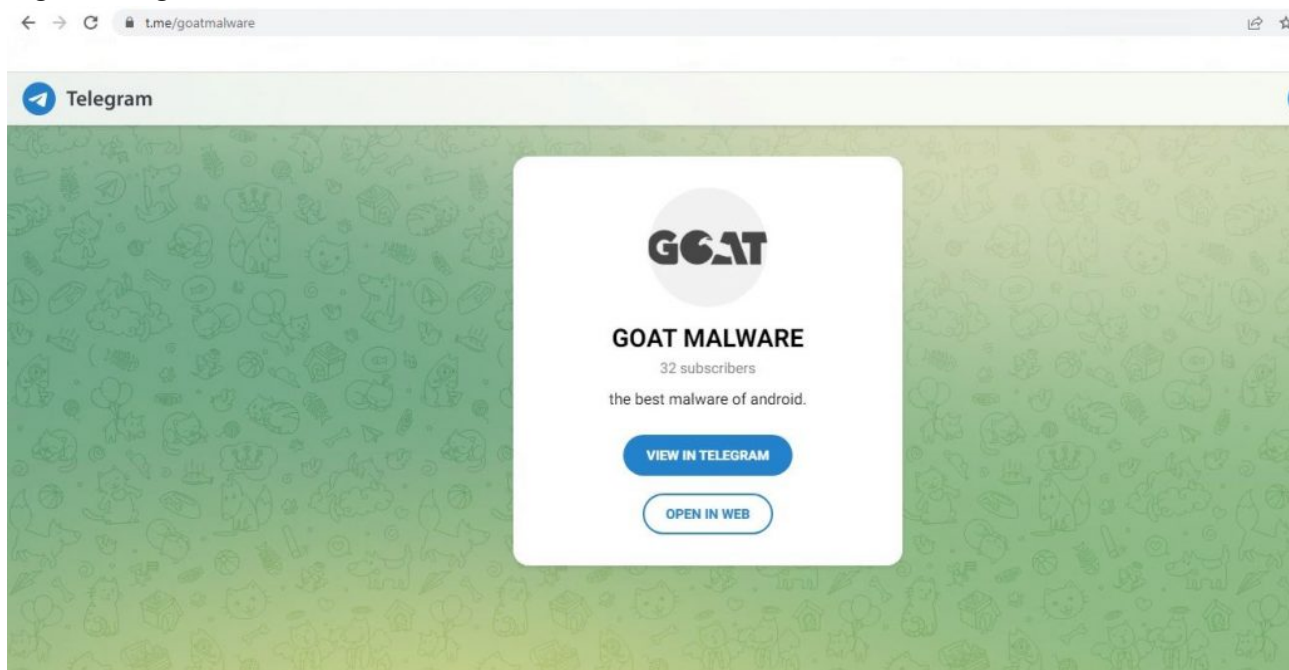 t.me/goatmalware
Telegram
GOAT
GOAT MALWARE
32 subscribers
the best malware of android.
VIEW IN TELEGRAM
OPEN IN WEB